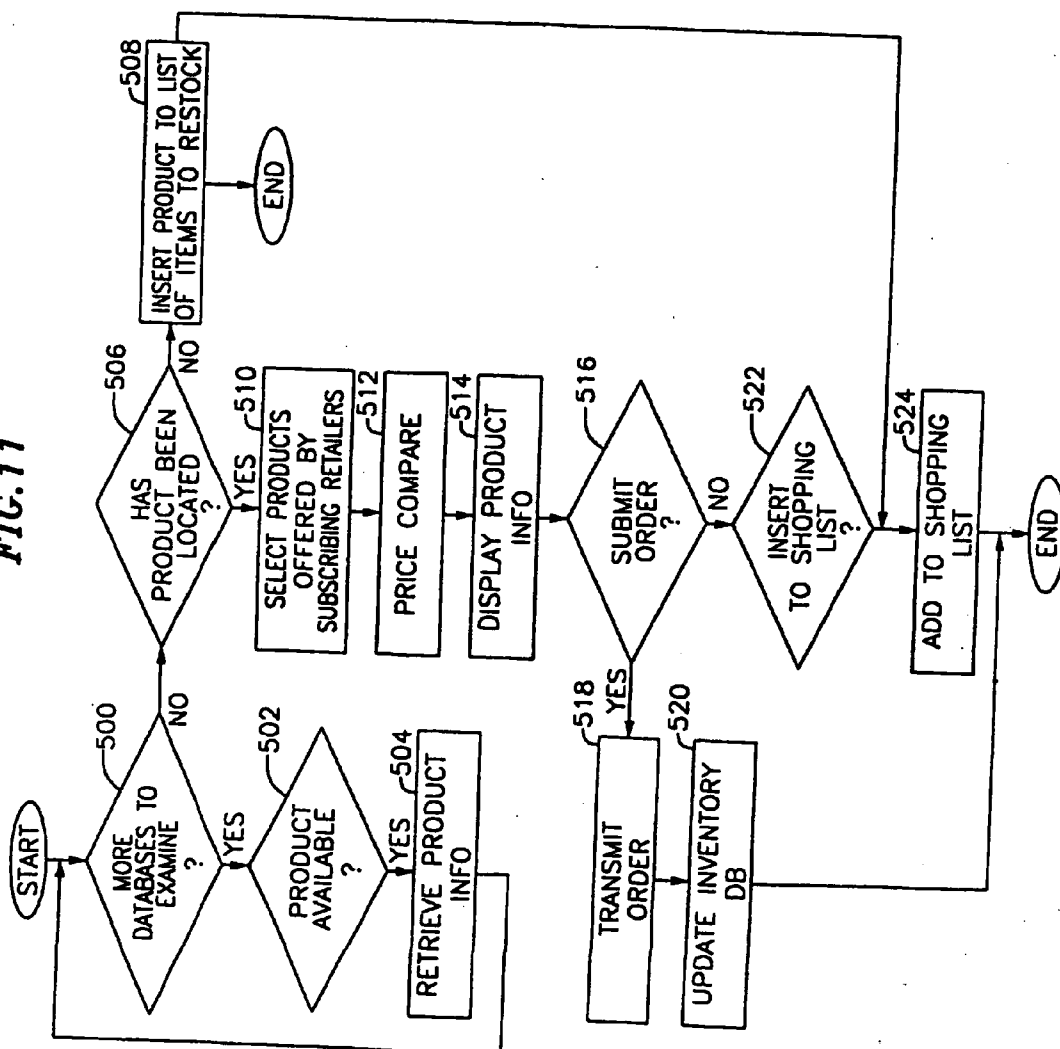 FIG. 11
START
500
MORE
DATABASES TO
EXAMINE
?
NO
YES
502
PRODUCT
AVAILABLE
?
YES
504
RETRIEVE PRODUCT
INFO
506
HAS
PRODUCT BEEN
LOCATED
?
NO
YES
508
INSERT PRODUCT TO LIST
OF ITEMS TO RESTOCK
END
510
SELECT PRODUCTS
OFFERED BY
SUBSCRIBING RETAILERS
512
PRICE COMPARE
514
DISPLAY PRODUCT
INFO
516
SUBMIT
ORDER
?
YES
NO
518
TRANSMIT
ORDER
520
UPDATE INVENTORY
DB
522
INSERT
TO SHOPPING
LIST
?
524
ADD TO SHOPPING
LIST
END